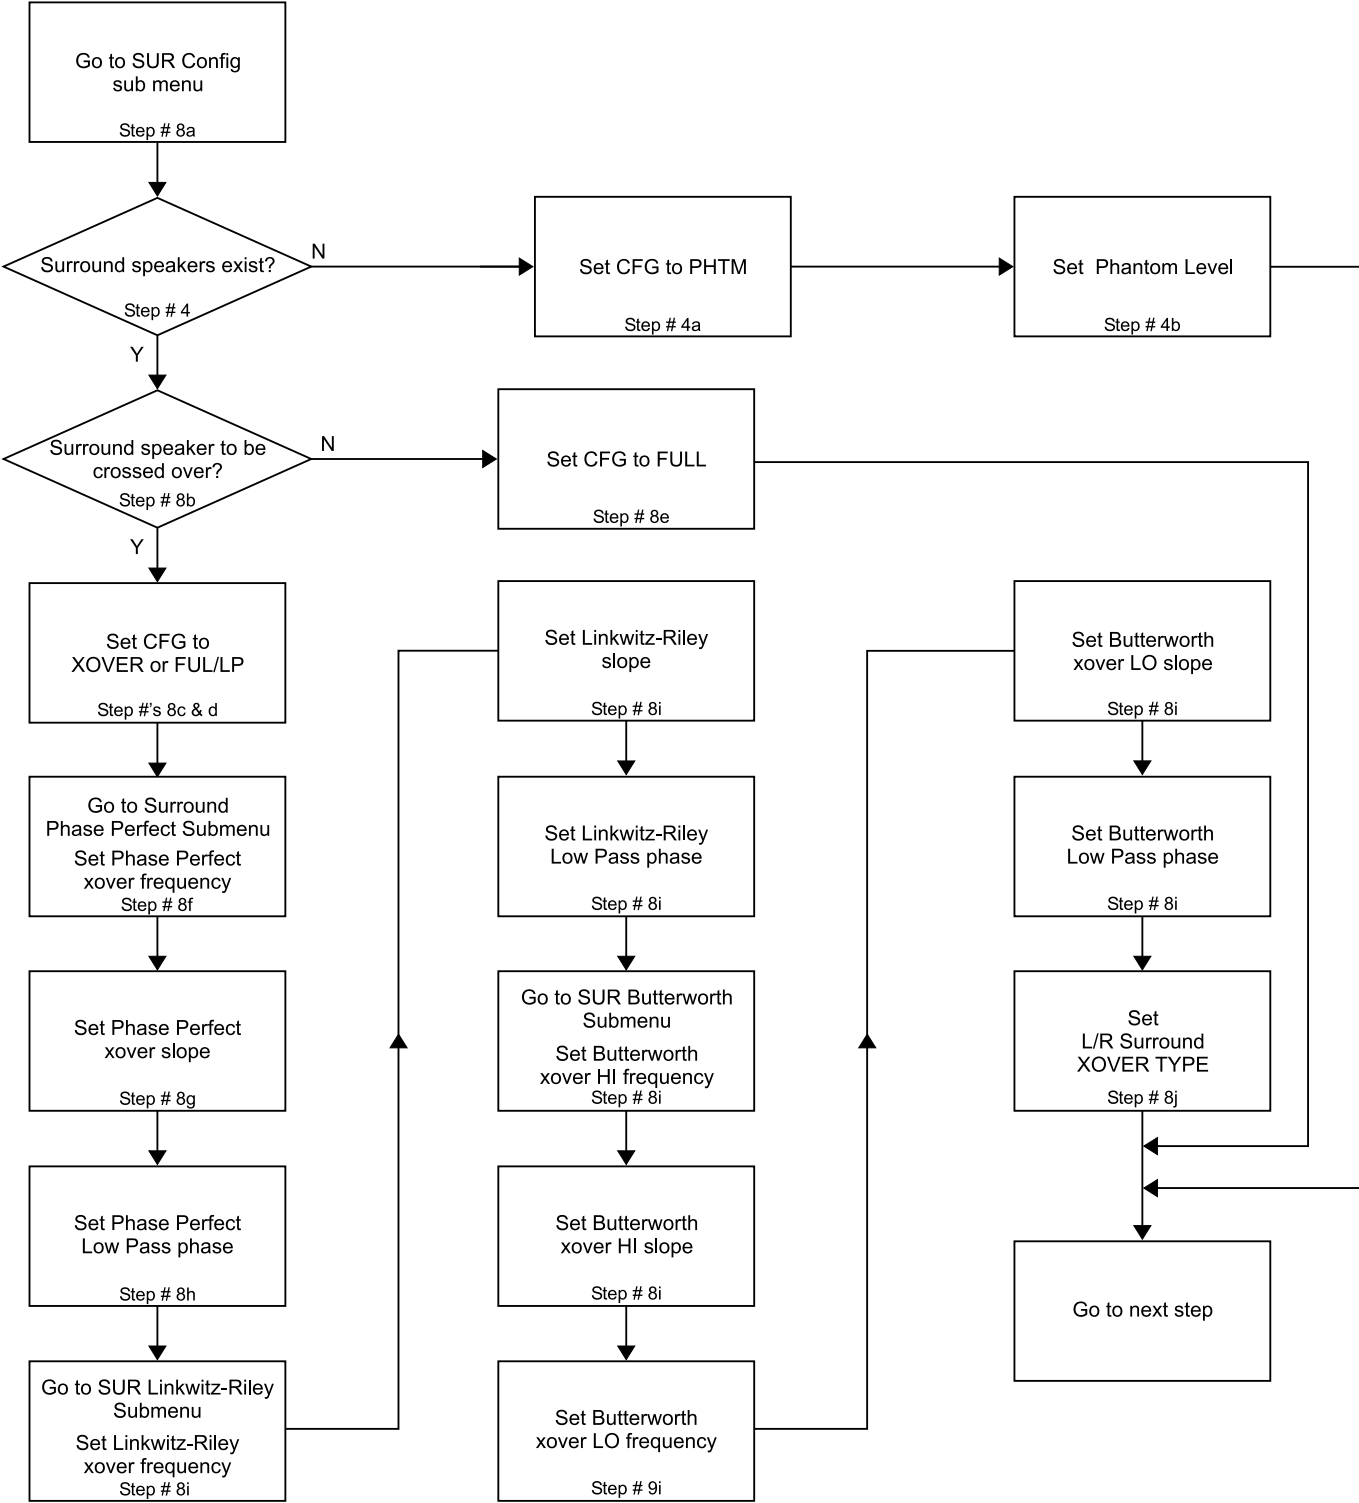 Go to SUR Config
sub menu
Step # 8a
Surround speakers exist?
Step # 4
N
Y
Set CFG to PHTM
Step # 4a
Set  Phantom Level
Step # 4b
Surround speaker to be
crossed over?
Step # 8b
N
Y
Set CFG to FULL
Step # 8e
Set CFG to
XOVER or FUL/LP
Step #'s 8c & d
Go to Surround
Phase Perfect Submenu
Set Phase Perfect
xover frequency
Step # 8f
Set Phase Perfect
xover slope
Step # 8g
Set Phase Perfect
Low Pass phase
Step # 8h
Go to SUR Linkwitz-Riley
Submenu
Set Linkwitz-Riley
xover frequency
Step # 8i
Set Linkwitz-Riley
slope
Step # 8i
Set Linkwitz-Riley
Low Pass phase
Step # 8i
Go to SUR Butterworth
Submenu
Set Butterworth
xover HI frequency
Step # 8i
Set Butterworth
xover HI slope
Step # 8i
Set Butterworth
xover LO frequency
Step # 9i
Set Butterworth
xover LO slope
Step # 8i
Set Butterworth
Low Pass phase
Step # 8i
Set
L/R Surround
XOVER TYPE
Step # 8j
Go to next step